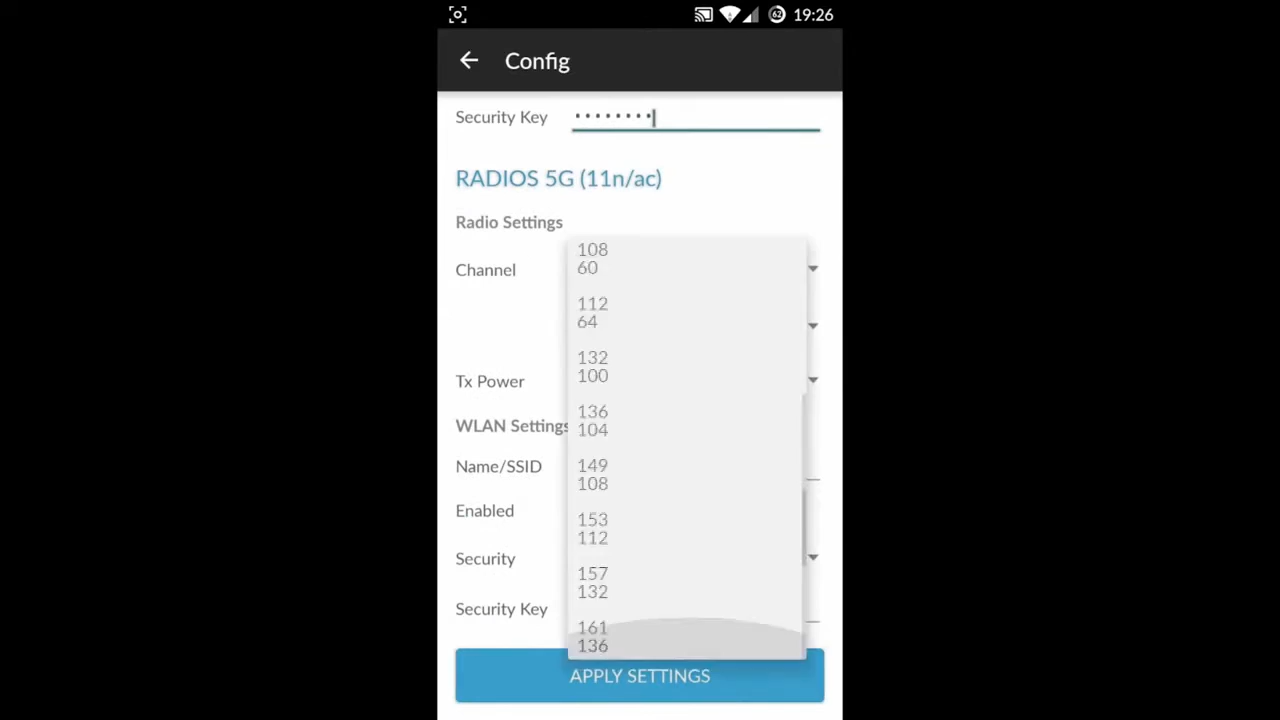 62 19:26
Config
Security Key ········
RADIOS 5G (11n/ac)
Radio Settings
108
60
Channel
112
64
132
100
Tx Power
136
104
WLAN Settings
149
108
Name/SSID
153
112
Enabled
157
132
Security
161
136
Security Key
APPLY SETTINGS